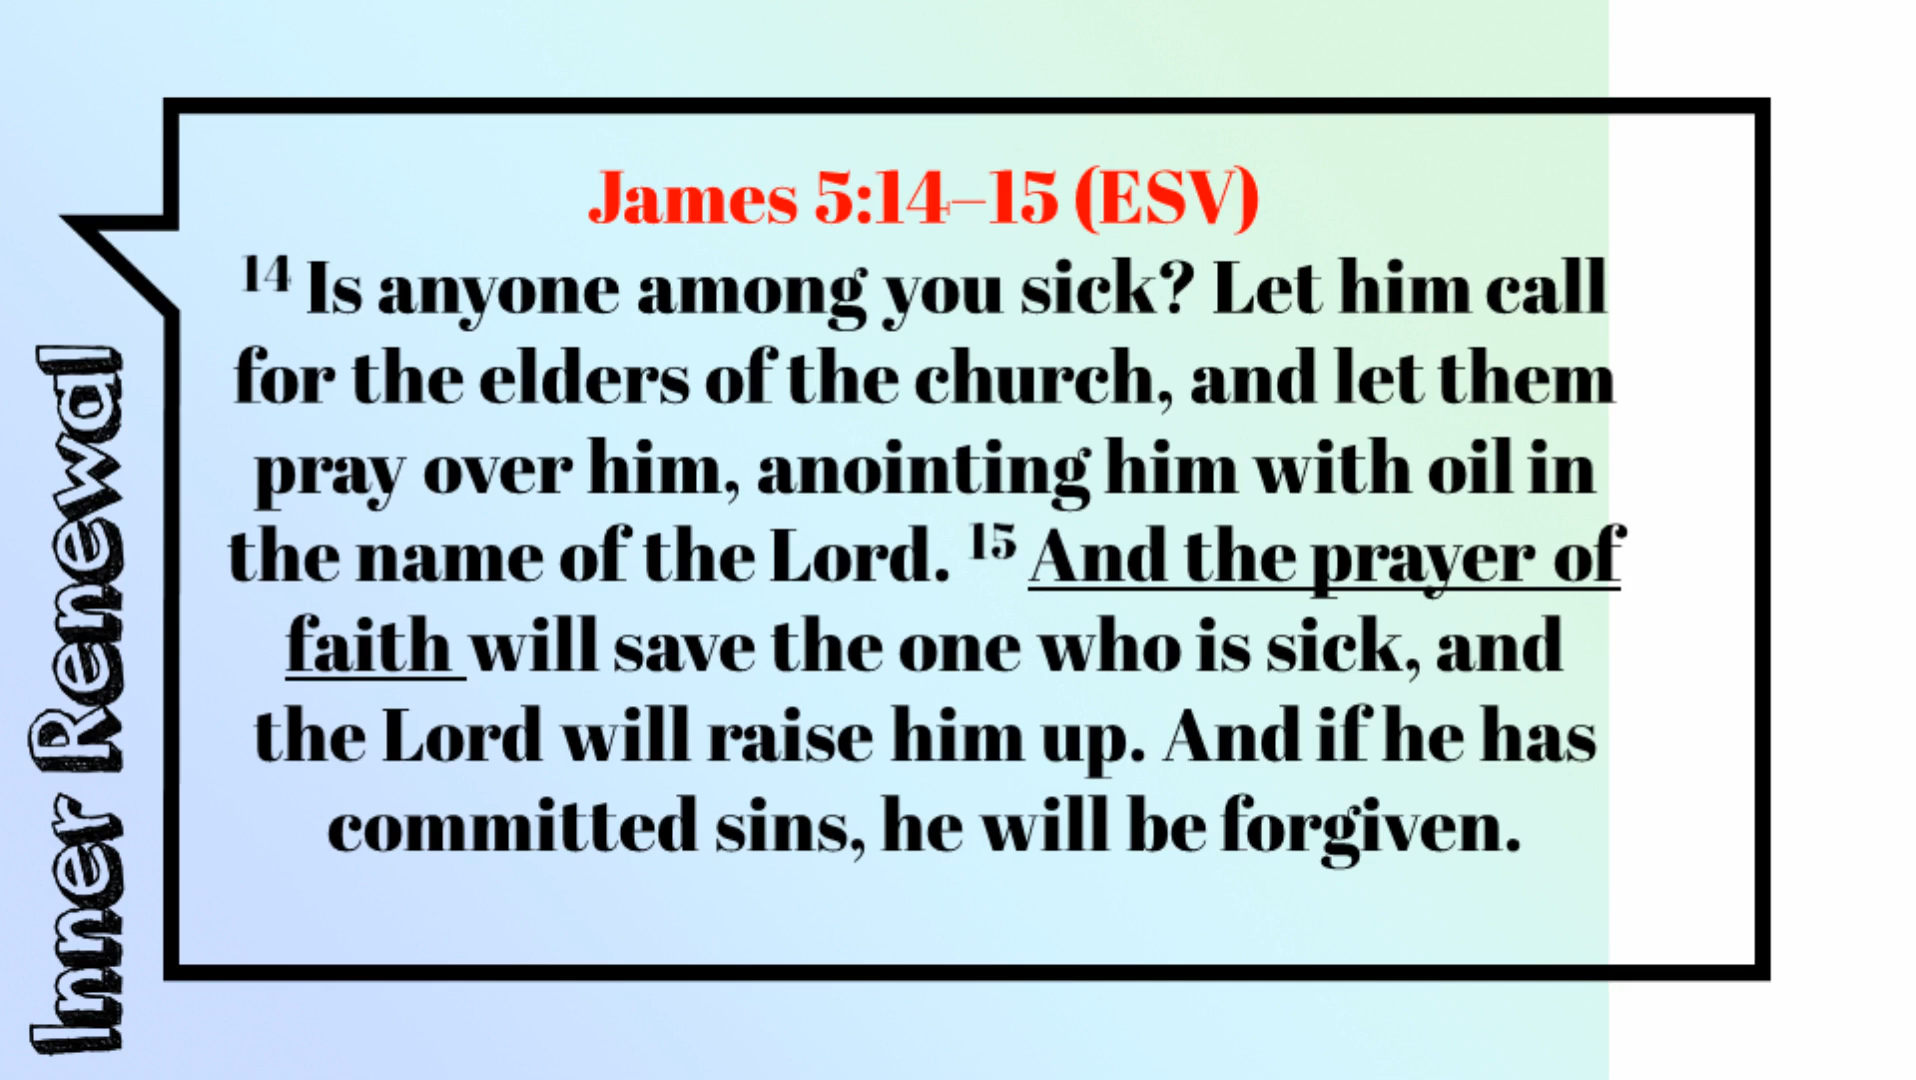 James 5:14–15 (ESV)
14 Is anyone among you sick? Let him call
for the elders of the church, and let them
pray over him, anointing him with oil in
the name of the Lord. 15 And the prayer of
faith will save the one who is sick, and
the Lord will raise him up. And if he has
committed sins, he will be forgiven.
Inner Renewal